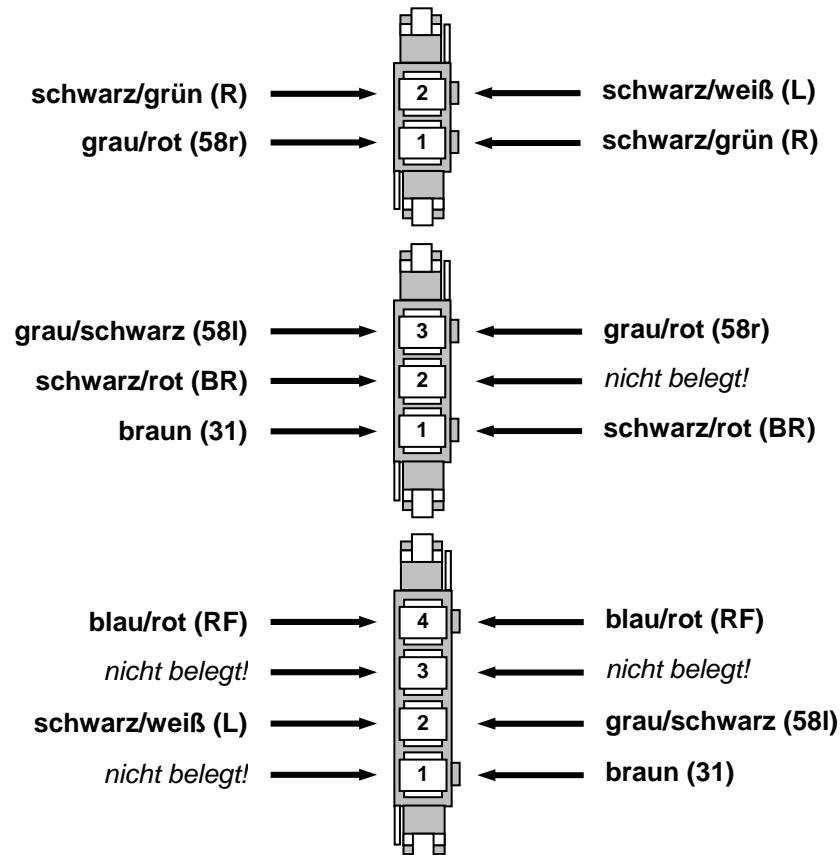 schwarz/grün (R) 2 schwarz/weiß (L)
grau/rot (58r) 1 schwarz/grün (R)
grau/schwarz (58l) 3 grau/rot (58r)
schwarz/rot (BR) 2 nicht belegt!
braun (31) 1 schwarz/rot (BR)
blau/rot (RF) 4 blau/rot (RF)
nicht belegt! 3 nicht belegt!
schwarz/weiß (L) 2 grau/schwarz (58l)
nicht belegt! 1 braun (31)